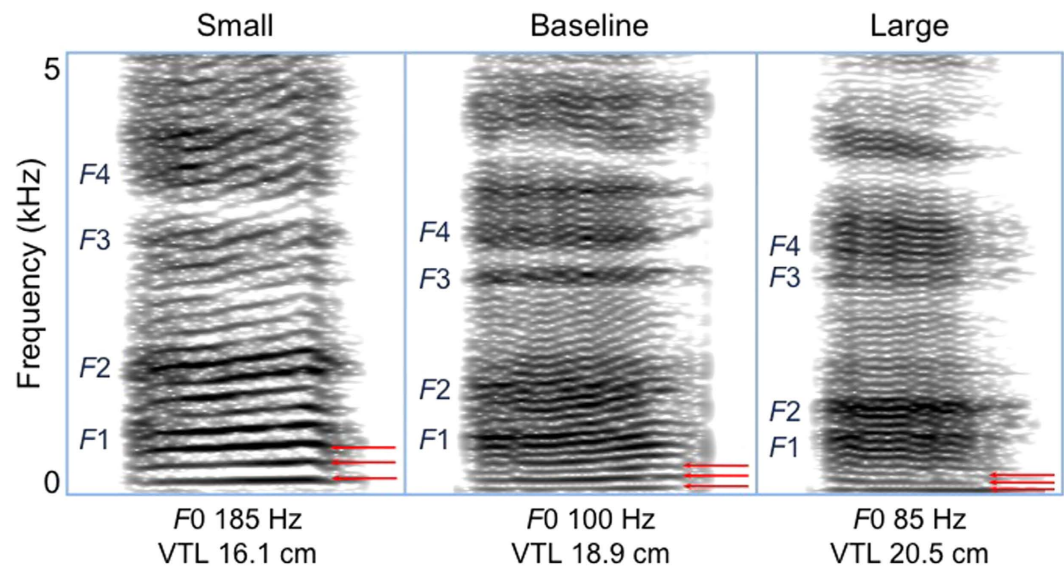 Small Baseline Large
5
Frequency (kHz)
0
F4
F3
F2
F1
F4
F3
F2
F1
F4
F3
F2
F1
F0 185 Hz
VTL 16.1 cm
F0 100 Hz
VTL 18.9 cm
F0 85 Hz
VTL 20.5 cm